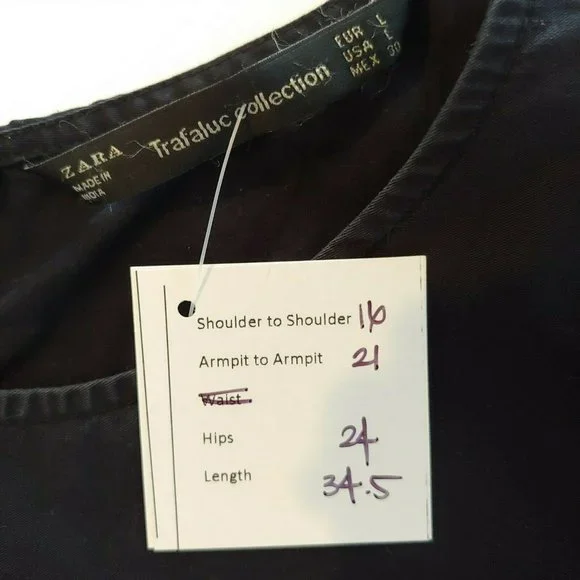 ZARA
MADE IN
INDIA
Trafaluc collection
EUR L
USA L
MEX 30
Shoulder to Shoulder 16
Armpit to Armpit 21
Waist
Hips 24
Length 34.5